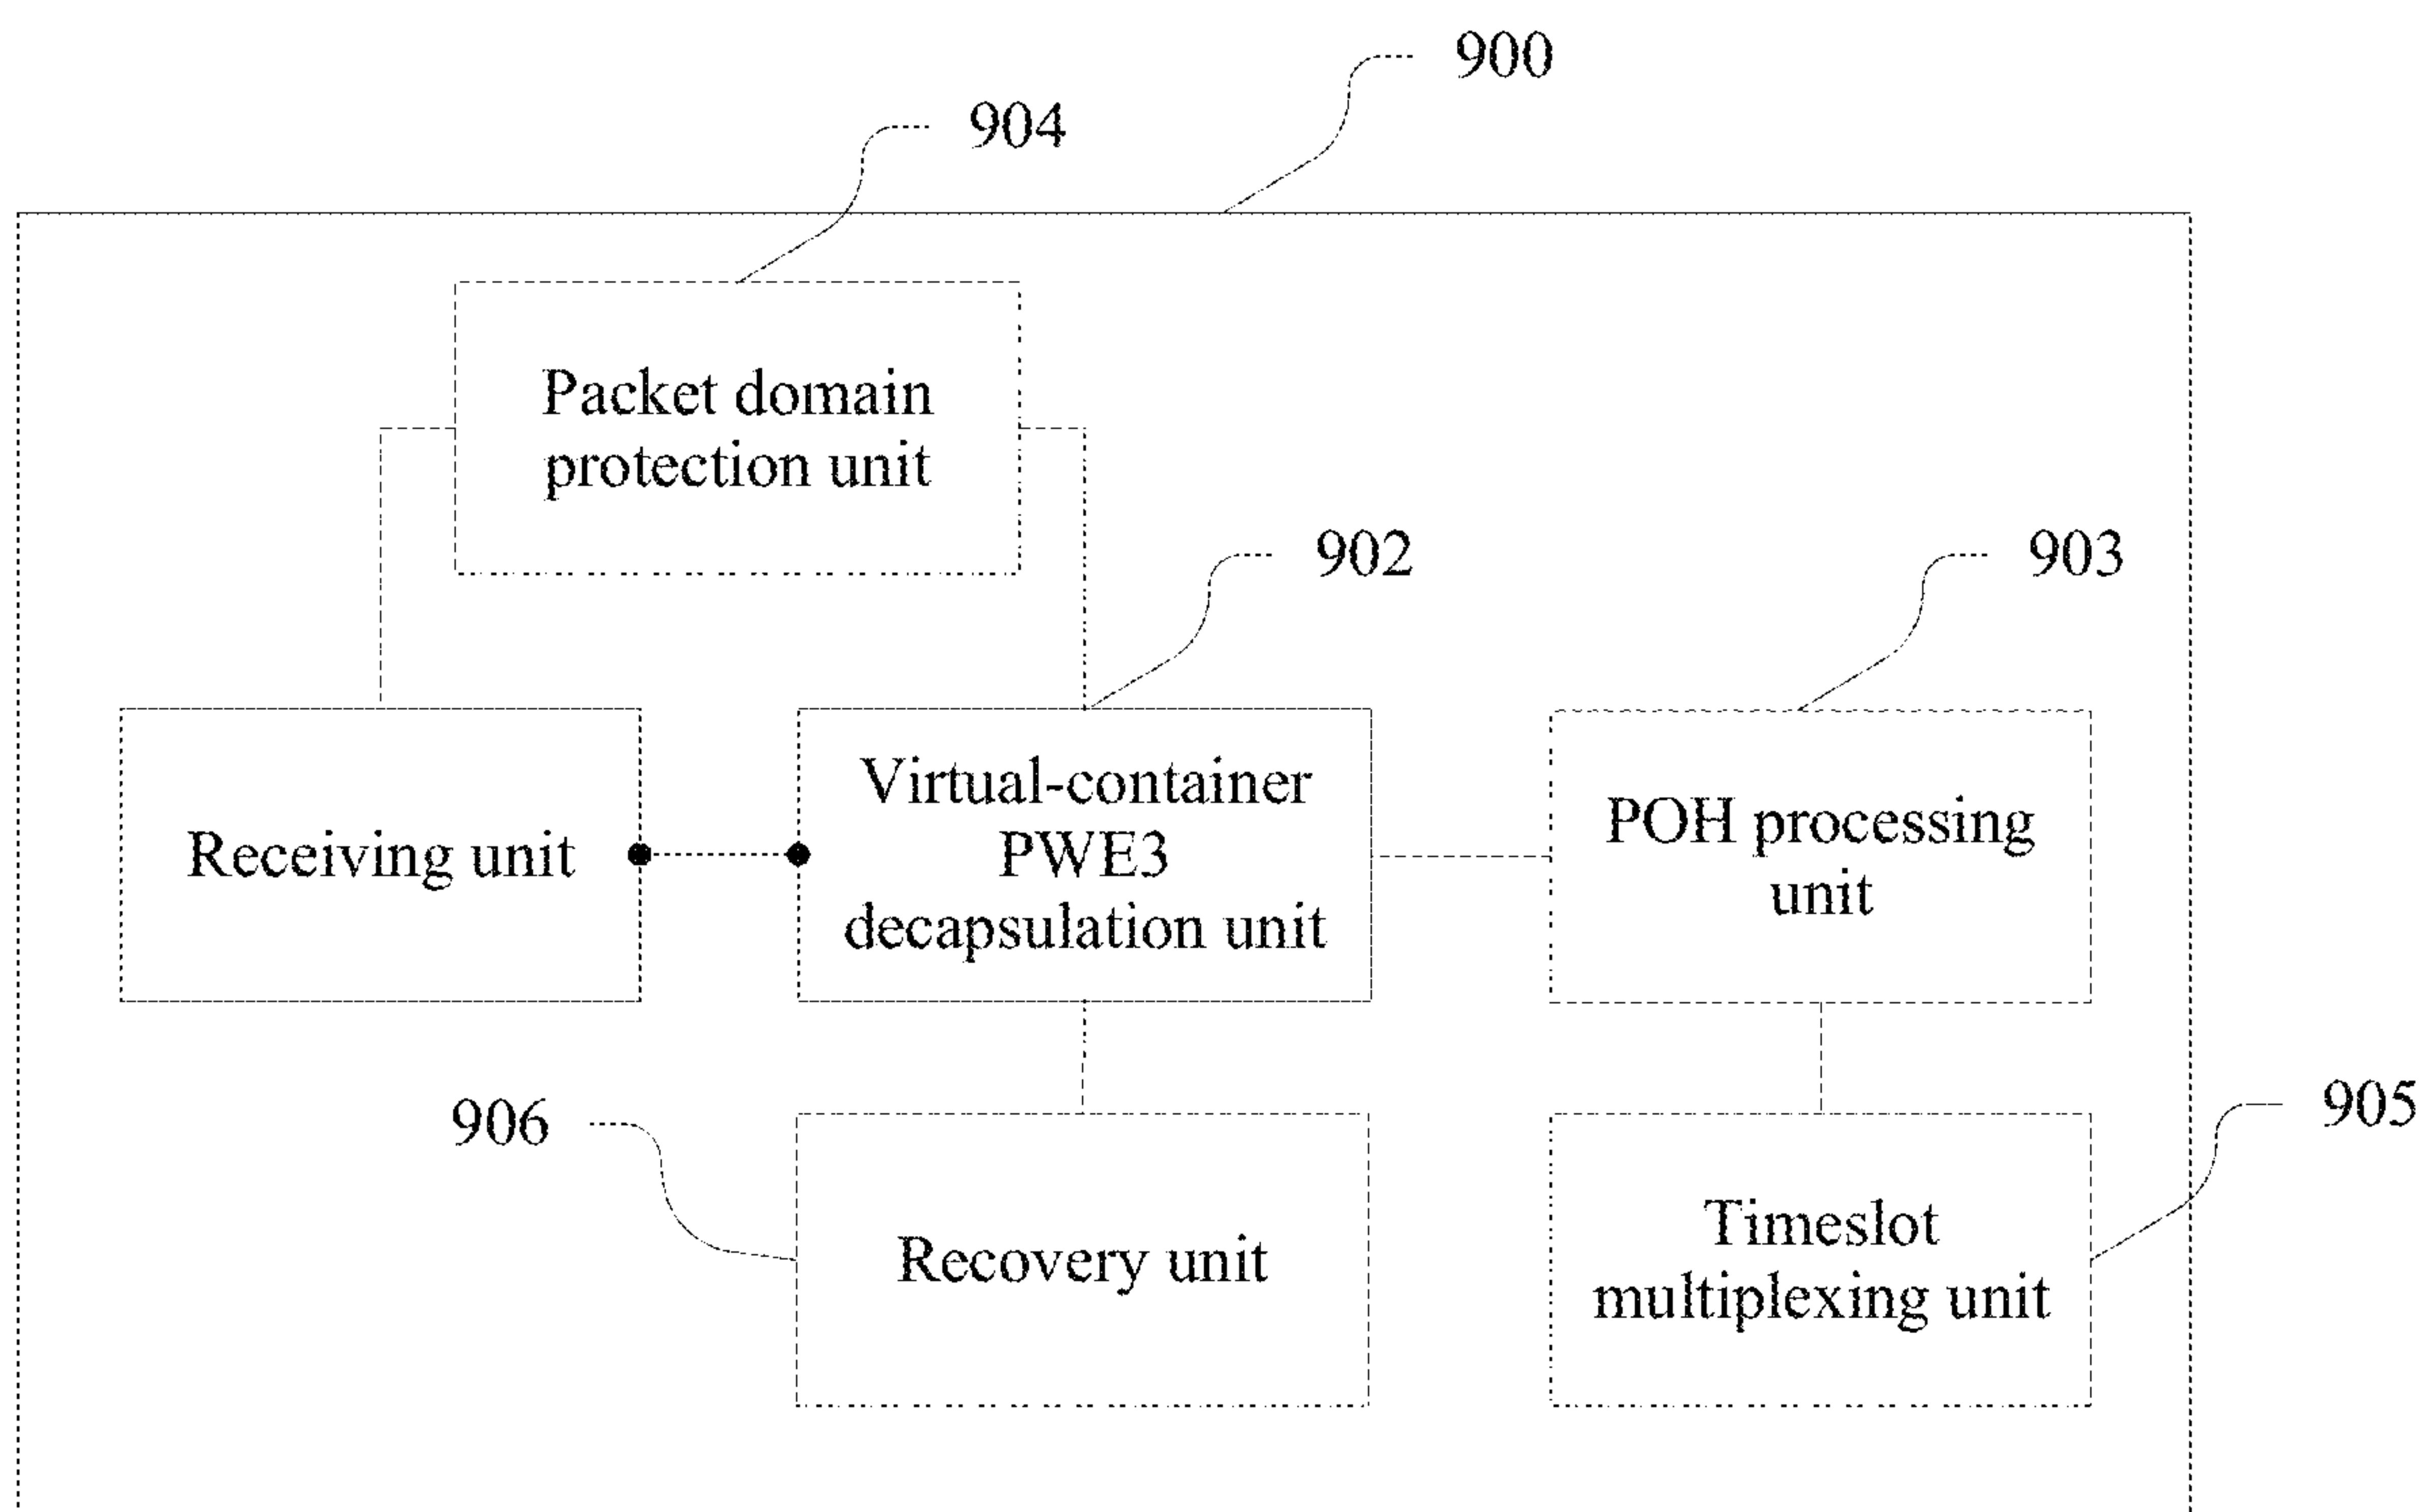 900
904
Packet domain
protection unit
902
903
Receiving unit
Virtual-container
PWE3
decapsulation unit
POH processing
unit
906
905
Recovery unit
Timeslot
multiplexing unit